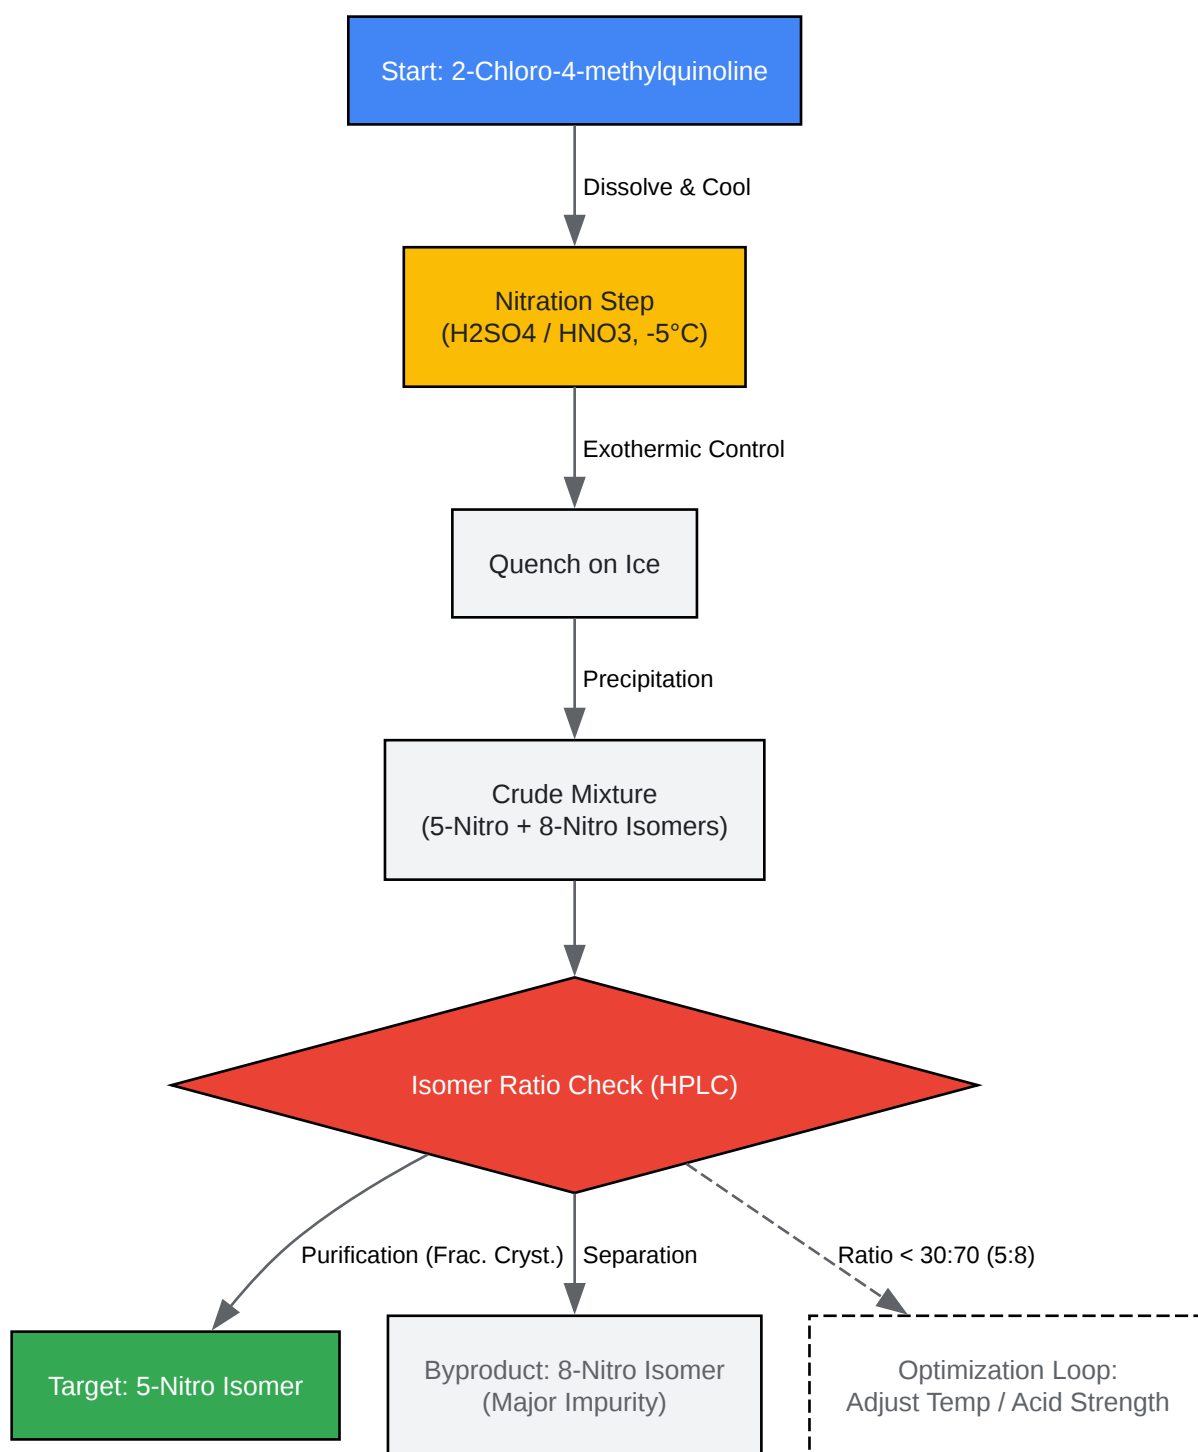 Start: 2-Chloro-4-methylquinoline
Dissolve & Cool
Nitration Step
(H2SO4 / HNO3, -5°C)
Exothermic Control
Quench on Ice
Precipitation
Crude Mixture
(5-Nitro + 8-Nitro Isomers)
Isomer Ratio Check (HPLC)
Purification (Frac. Cryst.)
Separation
Ratio < 30:70 (5:8)
Target: 5-Nitro Isomer
Byproduct: 8-Nitro Isomer
(Major Impurity)
Optimization Loop:
Adjust Temp / Acid Strength